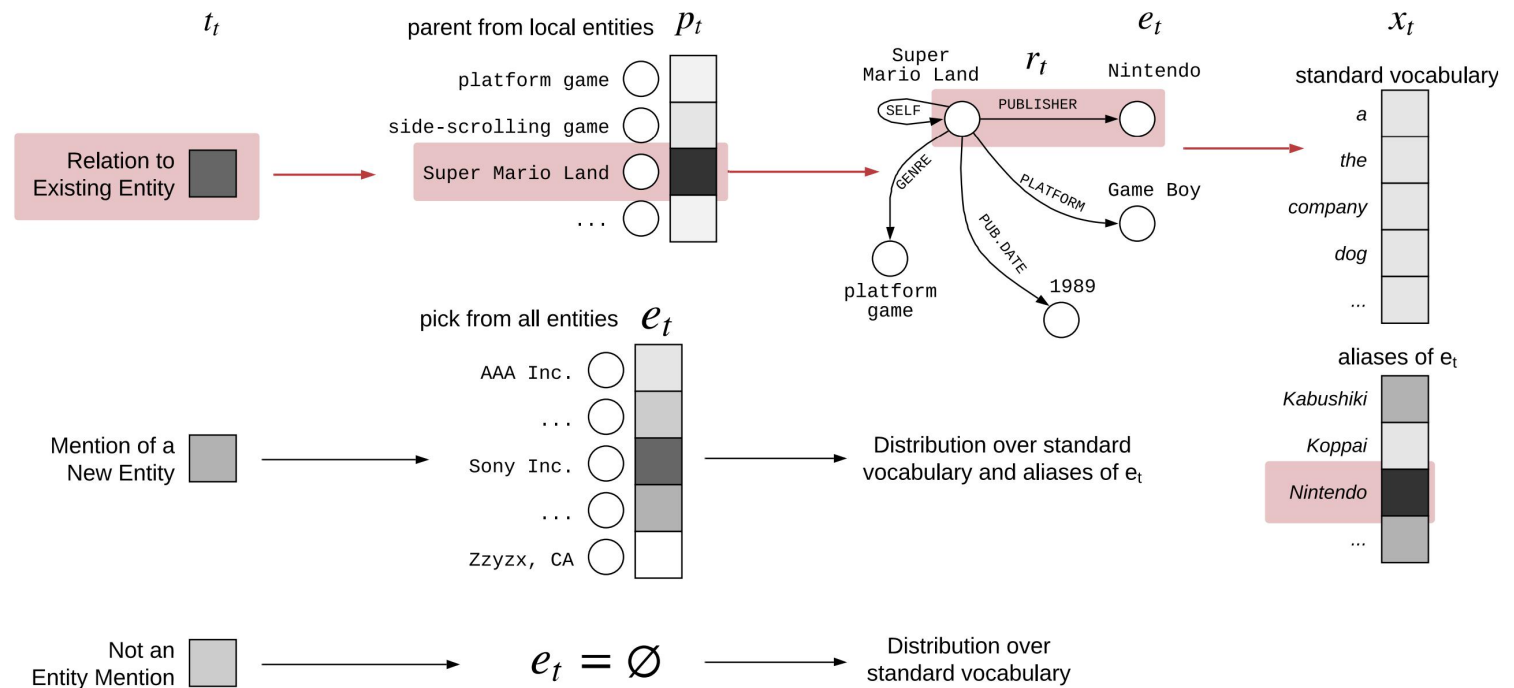 t_t
parent from local entities p_t
platform game
side-scrolling game
Super Mario Land
...
Relation to
Existing Entity
Super
Mario Land
r_t
e_t
Nintendo
SELF
PUBLISHER
GENRE
PLATFORM
PUB.DATE
Game Boy
1989
platform
game
x_t
standard vocabulary
a
the
company
dog
...
aliases of e_t
Kabushiki
Koppai
Nintendo
...
pick from all entities e_t
AAA Inc.
...
Sony Inc.
...
Zzyzx, CA
Mention of a
New Entity
Distribution over standard
vocabulary and aliases of e_t
Not an
Entity Mention
e_t = ∅
Distribution over
standard vocabulary